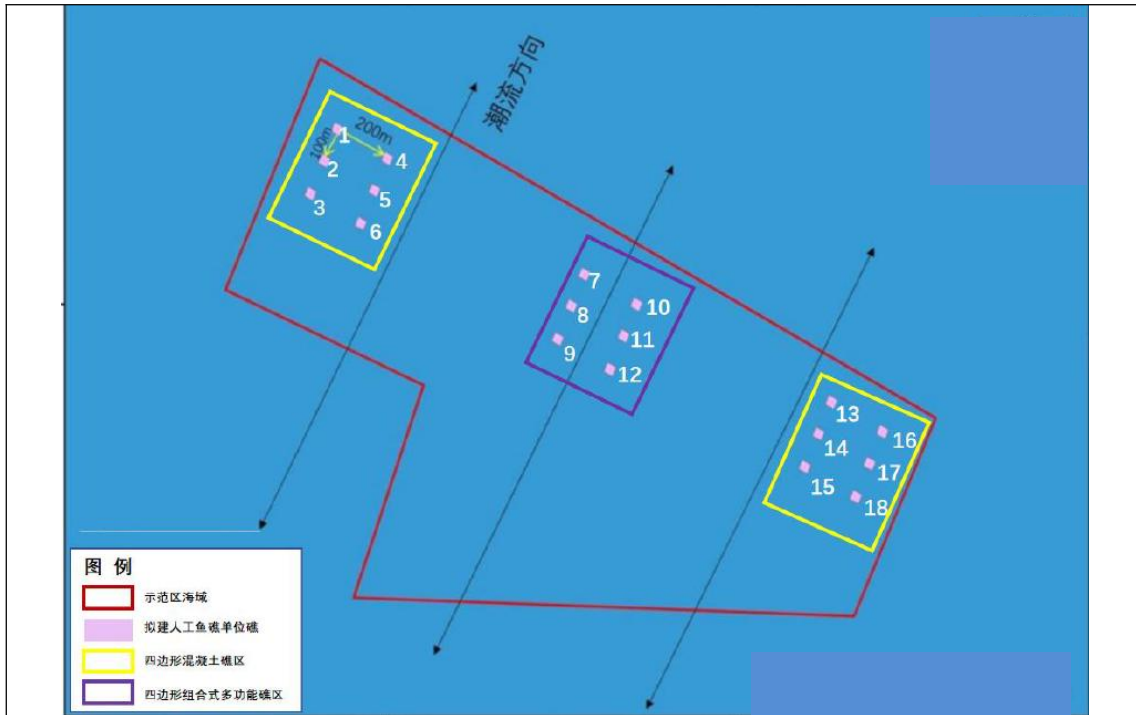 潮流方向
1
200m
100m
2
4
3
5
6
7
8
9
10
11
12
13
14
15
16
17
18
图 例
示范区海域
拟建人工鱼礁单位礁
四边形混凝土礁区
四边形组合式多功能礁区